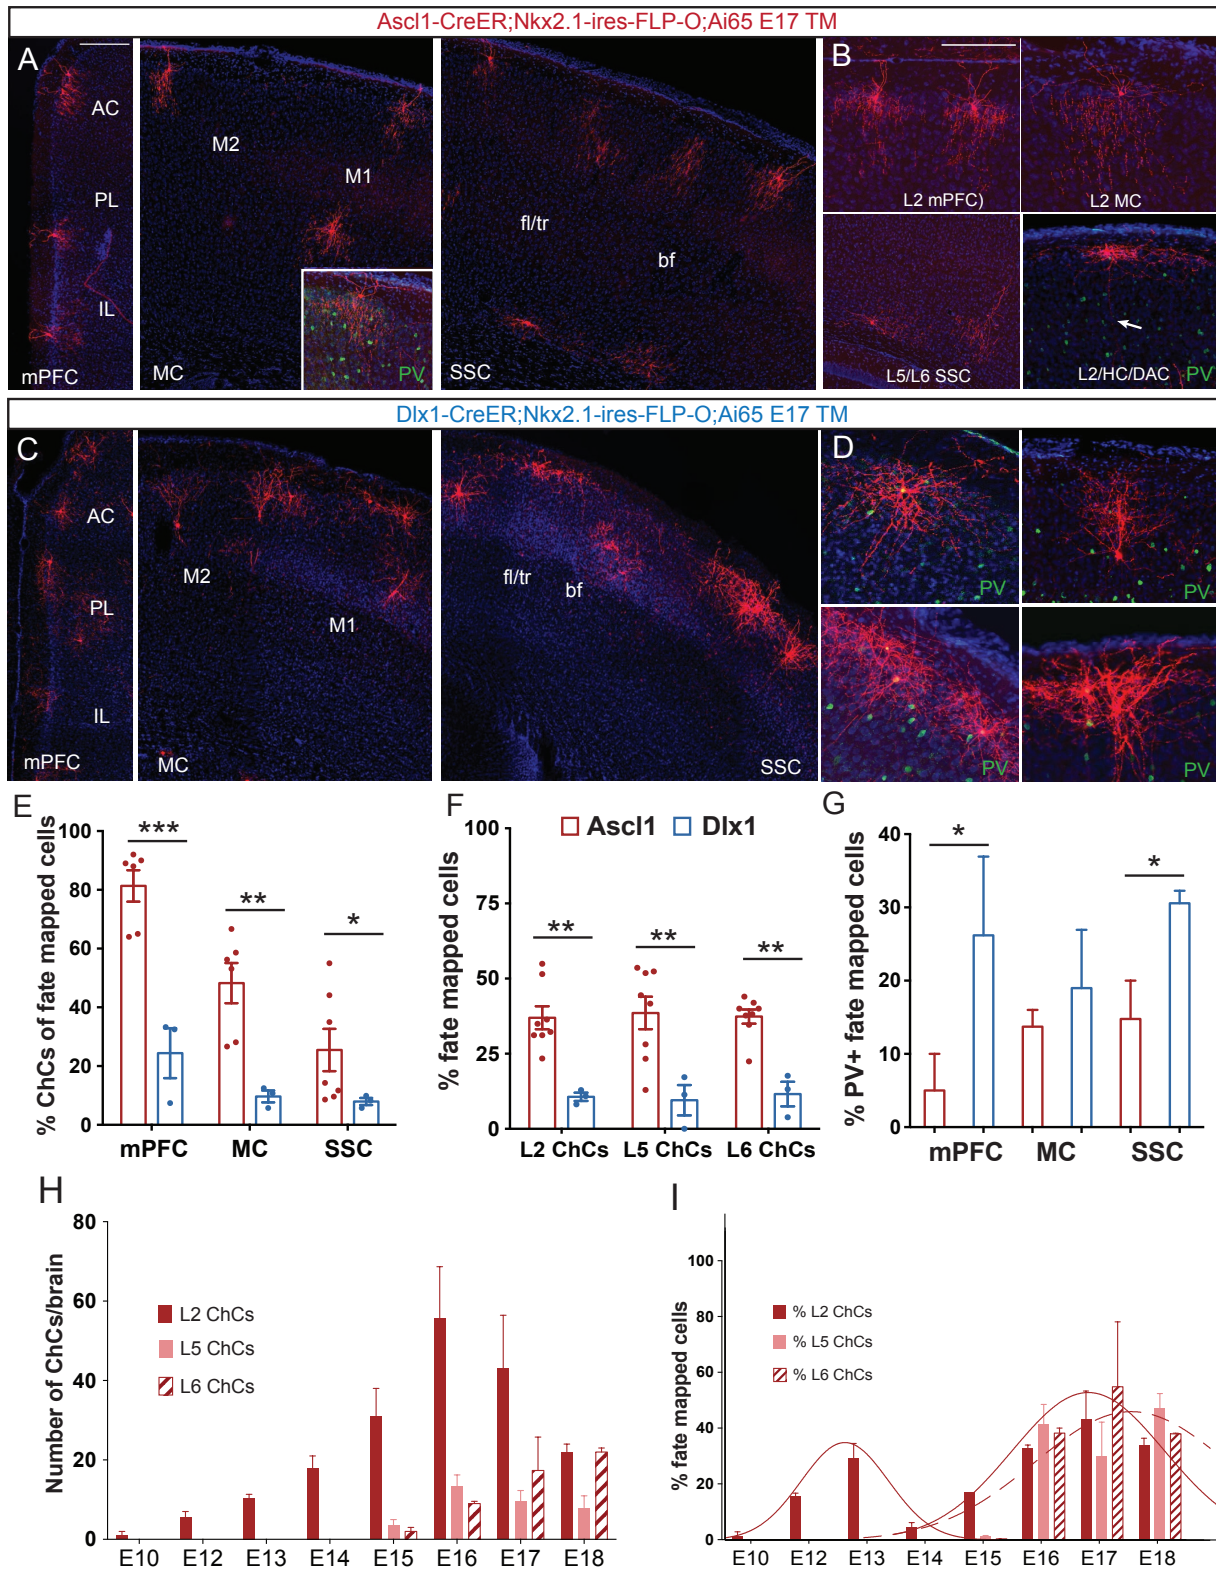 Ascl1-CreER;Nkx2.1-ires-FLP-O;Ai65 E17 TM
A
AC
PL
IL
mPFC
M2
M1
MC
PV
fl/tr
bf
SSC
B
L2 mPFC)
L2 MC
L5/L6 SSC
L2/HC/DAC PV
Dlx1-CreER;Nkx2.1-ires-FLP-O;Ai65 E17 TM
C
AC
PL
IL
mPFC
M2
M1
MC
fl/tr
bf
SSC
D
PV
PV
PV
PV
E
% ChCs of fate mapped cells
100
80
60
40
20
0
***
**
*
mPFC MC SSC
F
% fate mapped cells
100
75
50
25
0
Ascl1 Dlx1
**
**
**
L2 ChCs L5 ChCs L6 ChCs
G
% PV+ fate mapped cells
40
30
20
10
0
*
*
mPFC MC SSC
H
Number of ChCs/brain
80
60
40
20
0
L2 ChCs
L5 ChCs
L6 ChCs
E10 E12 E13 E14 E15 E16 E17 E18
I
% fate mapped cells
100
80
60
40
20
0
% L2 ChCs
% L5 ChCs
% L6 ChCs
E10 E12 E13 E14 E15 E16 E17 E18